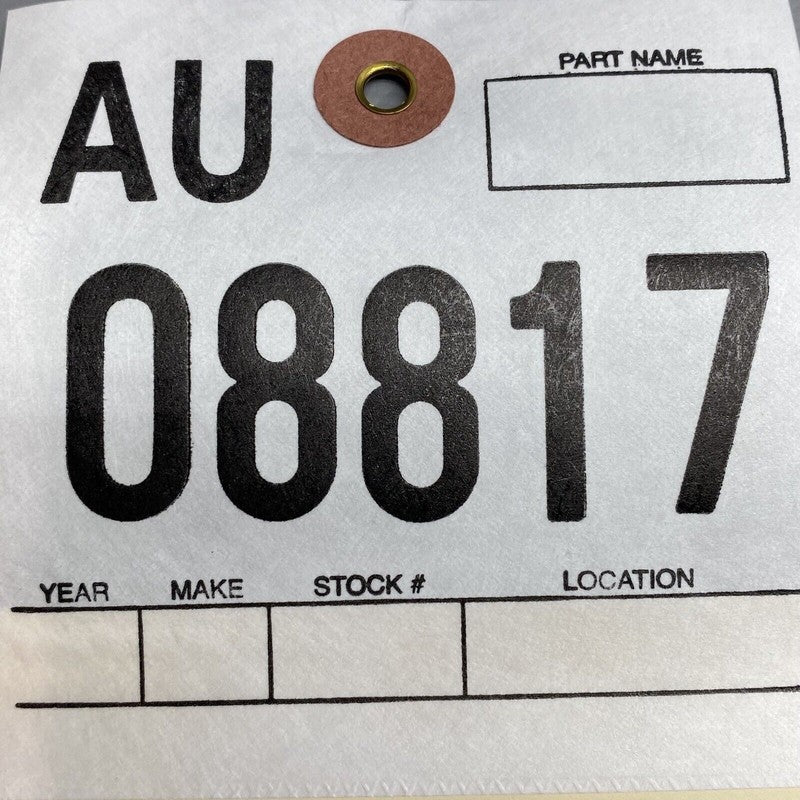 AU
PART NAME
08817
YEAR MAKE STOCK # LOCATION